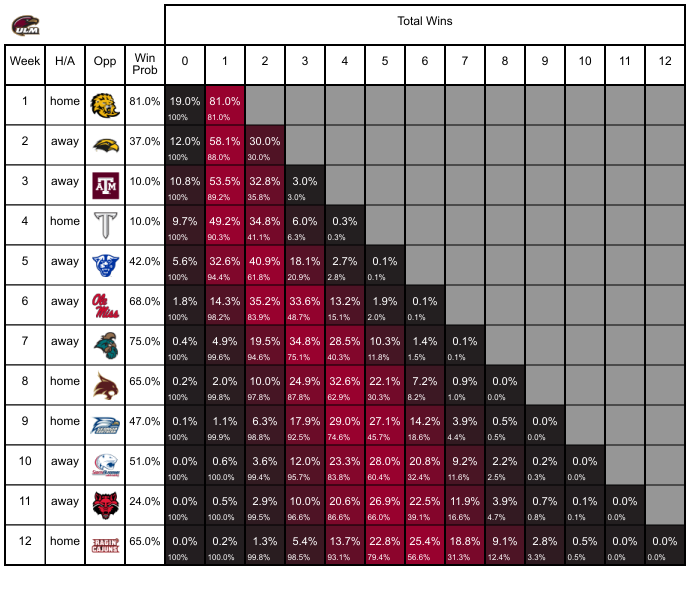 ULM
Total Wins
Week H/A Opp Win Prob 0 1 2 3 4 5 6 7 8 9 10 11 12
1 home 81.0% 19.0% 81.0%
100% 81.0%
2 away 37.0% 12.0% 58.1% 30.0%
100% 88.0% 30.0%
3 away ATM 10.0% 10.8% 53.5% 32.8% 3.0%
100% 89.2% 35.8% 3.0%
4 home T 10.0% 9.7% 49.2% 34.8% 6.0% 0.3%
100% 90.3% 41.1% 6.3% 0.3%
5 away 42.0% 5.6% 32.6% 40.9% 18.1% 2.7% 0.1%
100% 94.4% 61.8% 20.9% 2.8% 0.1%
6 away Ole Miss 68.0% 1.8% 14.3% 35.2% 33.6% 13.2% 1.9% 0.1%
100% 98.2% 83.9% 48.7% 15.1% 2.0% 0.1%
7 away 75.0% 0.4% 4.9% 19.5% 34.8% 28.5% 10.3% 1.4% 0.1%
100% 99.6% 94.6% 75.1% 40.3% 11.8% 1.5% 0.1%
8 home 65.0% 0.2% 2.0% 10.0% 24.9% 32.6% 22.1% 7.2% 0.9% 0.0%
100% 99.8% 97.8% 87.8% 62.9% 30.3% 8.2% 1.0% 0.0%
9 home 47.0% 0.1% 1.1% 6.3% 17.9% 29.0% 27.1% 14.2% 3.9% 0.5% 0.0%
100% 99.9% 98.8% 92.5% 74.6% 45.7% 18.6% 4.4% 0.5% 0.0%
10 away 51.0% 0.0% 0.6% 3.6% 12.0% 23.3% 28.0% 20.8% 9.2% 2.2% 0.2% 0.0%
100% 100.0% 99.4% 95.7% 83.8% 60.4% 32.4% 11.6% 2.5% 0.3% 0.0%
11 away 24.0% 0.0% 0.5% 2.9% 10.0% 20.6% 26.9% 22.5% 11.9% 3.9% 0.7% 0.1% 0.0%
100% 100.0% 99.5% 96.6% 86.6% 66.0% 39.1% 16.6% 4.7% 0.8% 0.1% 0.0%
12 home RAGIN CAJUNS 65.0% 0.0% 0.2% 1.3% 5.4% 13.7% 22.8% 25.4% 18.8% 9.1% 2.8% 0.5% 0.0% 0.0%
100% 100.0% 99.8% 98.5% 93.1% 79.4% 56.6% 31.3% 12.4% 3.3% 0.5% 0.0% 0.0%